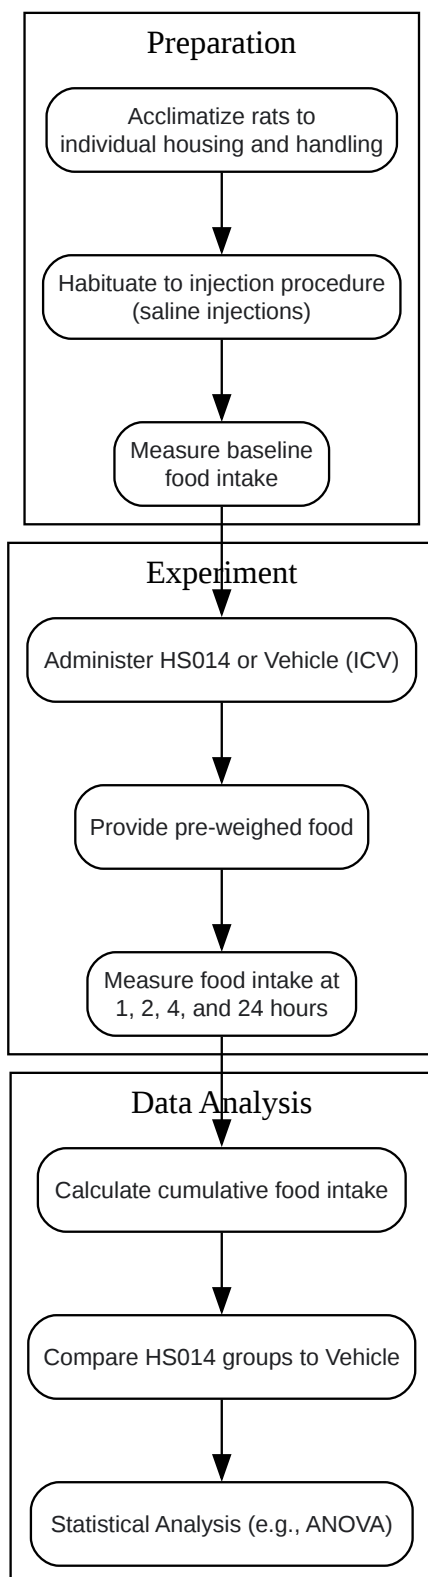 Preparation
Acclimatize rats to
individual housing and handling
Habituate to injection procedure
(saline injections)
Measure baseline
food intake
Experiment
Administer HS014 or Vehicle (ICV)
Provide pre-weighed food
Measure food intake at
1, 2, 4, and 24 hours
Data Analysis
Calculate cumulative food intake
Compare HS014 groups to Vehicle
Statistical Analysis (e.g., ANOVA)